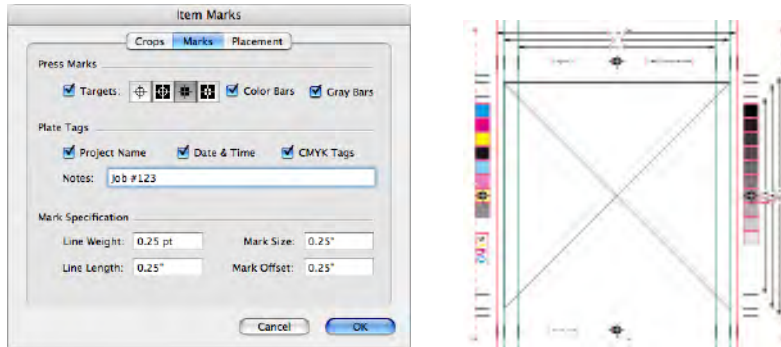 Item Marks
Crops Marks Placement
Press Marks
Targets: Color Bars Gray Bars
Plate Tags
Project Name Date & Time CMYK Tags
Notes: Job #123
Mark Specification
Line Weight: 0.25 pt Mark Size: 0.25"
Line Length: 0.25" Mark Offset: 0.25"
Cancel OK